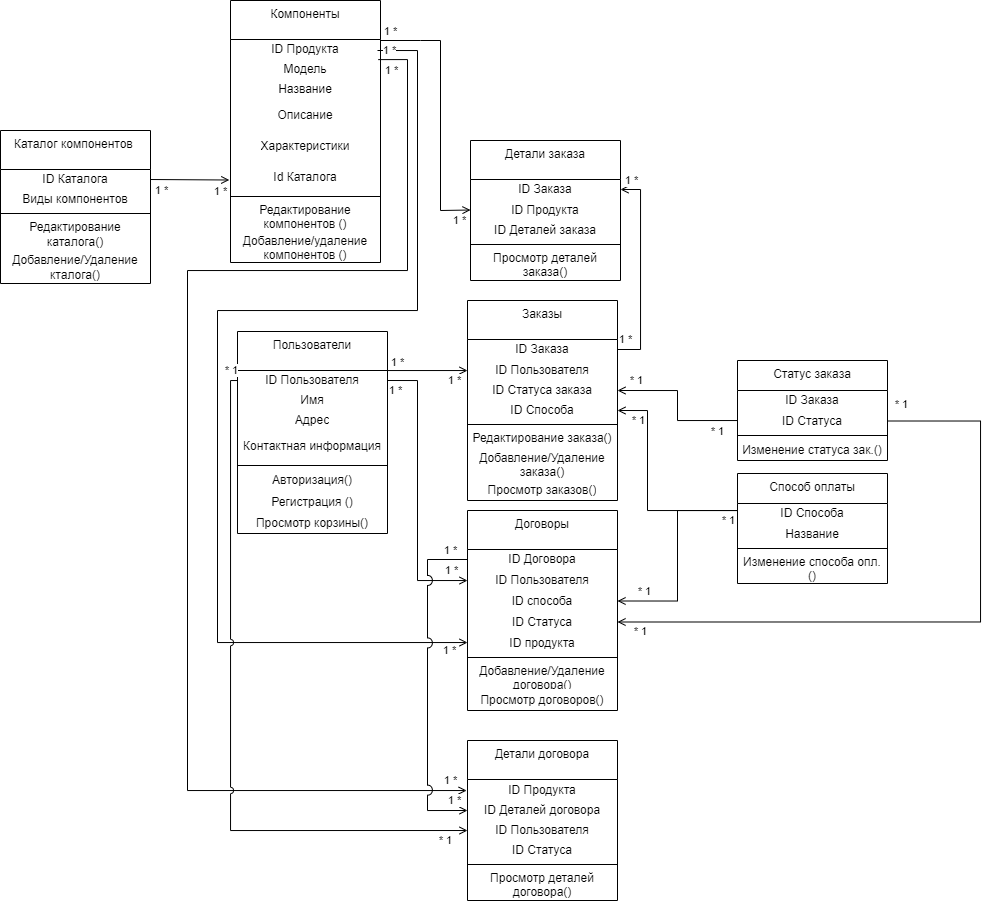 Компоненты
ID Продукта
Модель
Название
Описание
Характеристики
Id Каталога
Редактирование
компонентов ()
Добавление/удаление
компонентов ()
1 *
1 *
1 *
Каталог компонентов
ID Каталога
Виды компонентов
Редактирование
каталога()
Добавление/Удаление
кталога()
1 *
1 *
Детали заказа
ID Заказа
ID Продукта
ID Деталей заказа
Просмотр деталей
заказа()
1 *
1 *
Заказы
ID Заказа
ID Пользователя
ID Статуса заказа
ID Способа
Редактирование заказа()
Добавление/Удаление
заказа()
Просмотр заказов()
1 *
1 *
* 1
* 1
Пользователи
ID Пользователя
Имя
Адрес
Контактная информация
Авторизация()
Регистрация ()
Просмотр корзины()
* 1
1 *
1 *
Статус заказа
ID Заказа
ID Статуса
Изменение статуса зак.()
* 1
* 1
Способ оплаты
ID Способа
Название
Изменение способа опл.
()
* 1
Договоры
ID Договора
ID Пользователя
ID способа
ID Статуса
ID продукта
Добавление/Удаление
договора()
Просмотр договоров()
1 *
1 *
1 *
* 1
* 1
Детали договора
ID Продукта
ID Деталей договора
ID Пользователя
ID Статуса
Просмотр деталей
договора()
1 *
1 *
* 1